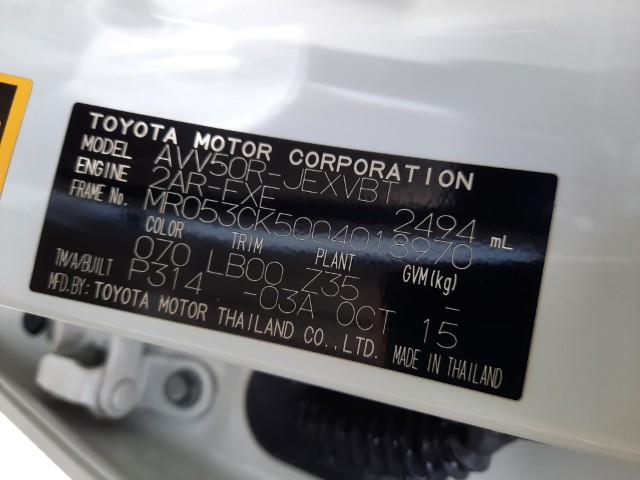 TOYOTA MOTOR CORPORATION
MODEL AVV50R-JEXVBT
ENGINE 2AR-FXE 2494 mL
FRAME No. MR053CK5004018970
COLOR TRIM PLANT GVM(kg)
070 LB00 Z35 –
TM/A/BUILT P314 -03A OCT 15
MFD.BY: TOYOTA MOTOR THAILAND CO.,LTD. MADE IN THAILAND